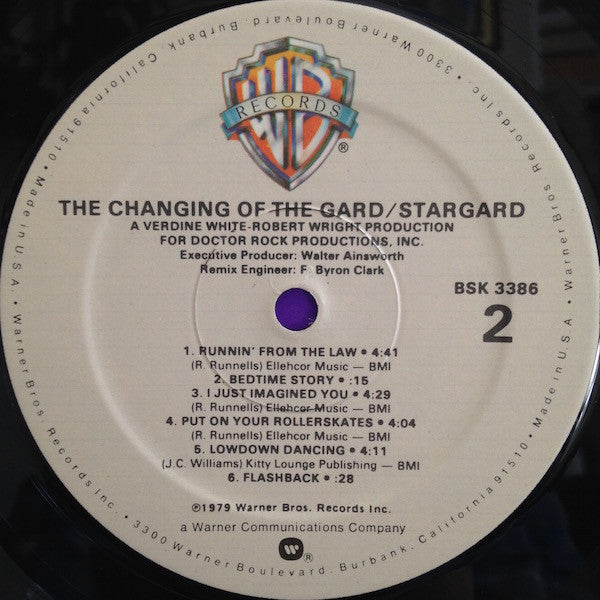 WB
RECORDS
®
THE CHANGING OF THE GARD/STARGARD
A VERDINE WHITE-ROBERT WRIGHT PRODUCTION
FOR DOCTOR ROCK PRODUCTIONS, INC.
Executive Producer: Walter Ainsworth
Remix Engineer: F. Byron Clark
BSK 3386
2
1. RUNNIN' FROM THE LAW • 4:41
(R. Runnells) Ellehcor Music — BMI
2. BEDTIME STORY • :15
3. I JUST IMAGINED YOU • 4:29
(R. Runnells) Ellehcor Music — BMI
4. PUT ON YOUR ROLLERSKATES • 4:04
(R. Runnells) Ellehcor Music — BMI
5. LOWDOWN DANCING • 4:11
(J.C. Williams) Kitty Lounge Publishing — BMI
6. FLASHBACK • :28
℗1979 Warner Bros. Records Inc.
a Warner Communications Company
®
Warner Bros. Records Inc. • 3300 Warner Boulevard, Burbank, California 91510 • Made in U.S.A. • Warner Bros. Records Inc. • 3300 Warner Boulevard, Burbank, California 91510 • Made in U.S.A. •